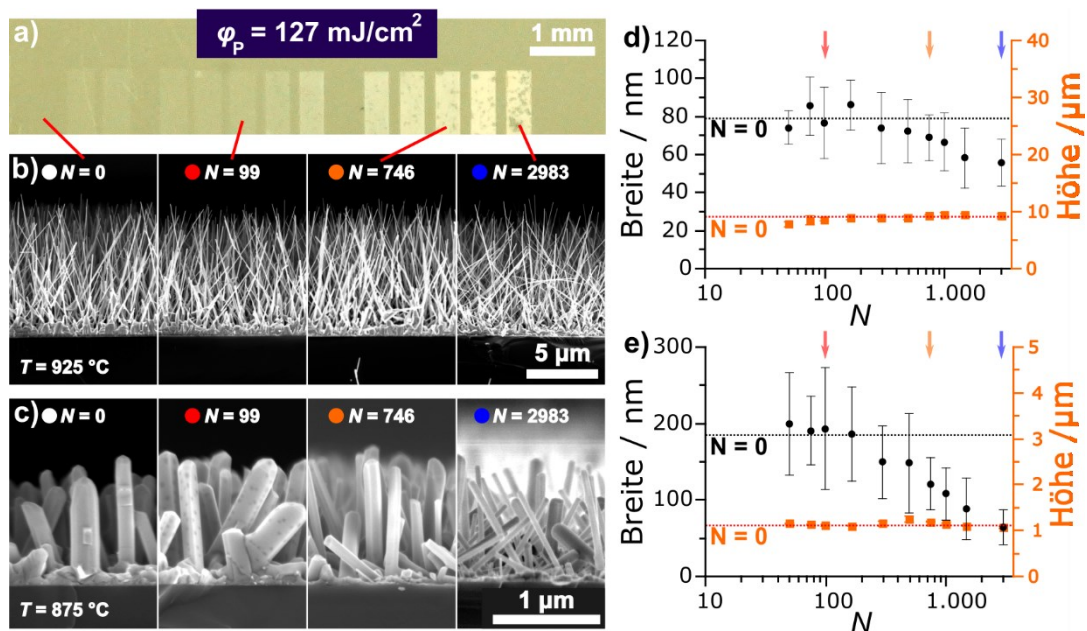 a)
φP = 127 mJ/cm²
1 mm
b)
N = 0
N = 99
N = 746
N = 2983
T = 925 °C
5 µm
c)
N = 0
N = 99
N = 746
N = 2983
T = 875 °C
1 µm
d)
120
100
80
60
40
20
0
Breite / nm
N = 0
N = 0
40
30
20
10
0
Höhe /µm
10
100
1.000
N
e)
300
200
100
0
Breite / nm
N = 0
N = 0
5
4
3
2
1
0
Höhe /µm
10
100
1.000
N